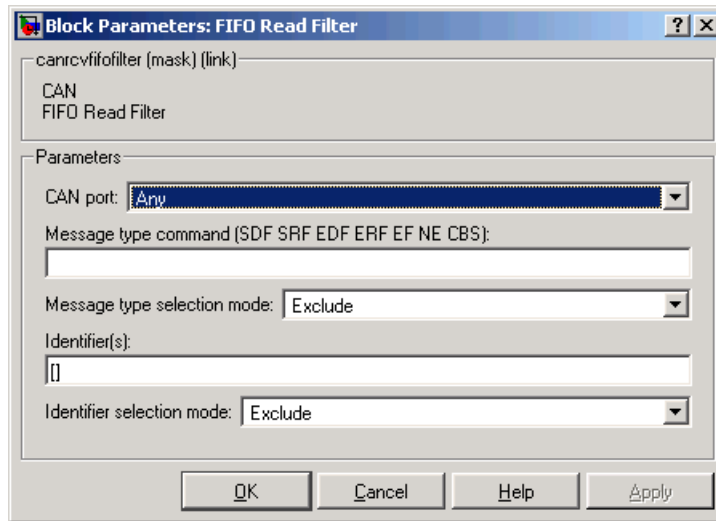 Block Parameters: FIFO Read Filter
canrcvfifofilter (mask) (link)
CAN
FIFO Read Filter
Parameters
CAN port: Any
Message type command (SDF SRF EDF ERF EF NE CBS):
Message type selection mode: Exclude
Identifier(s):
[]
Identifier selection mode: Exclude
OK Cancel Help Apply